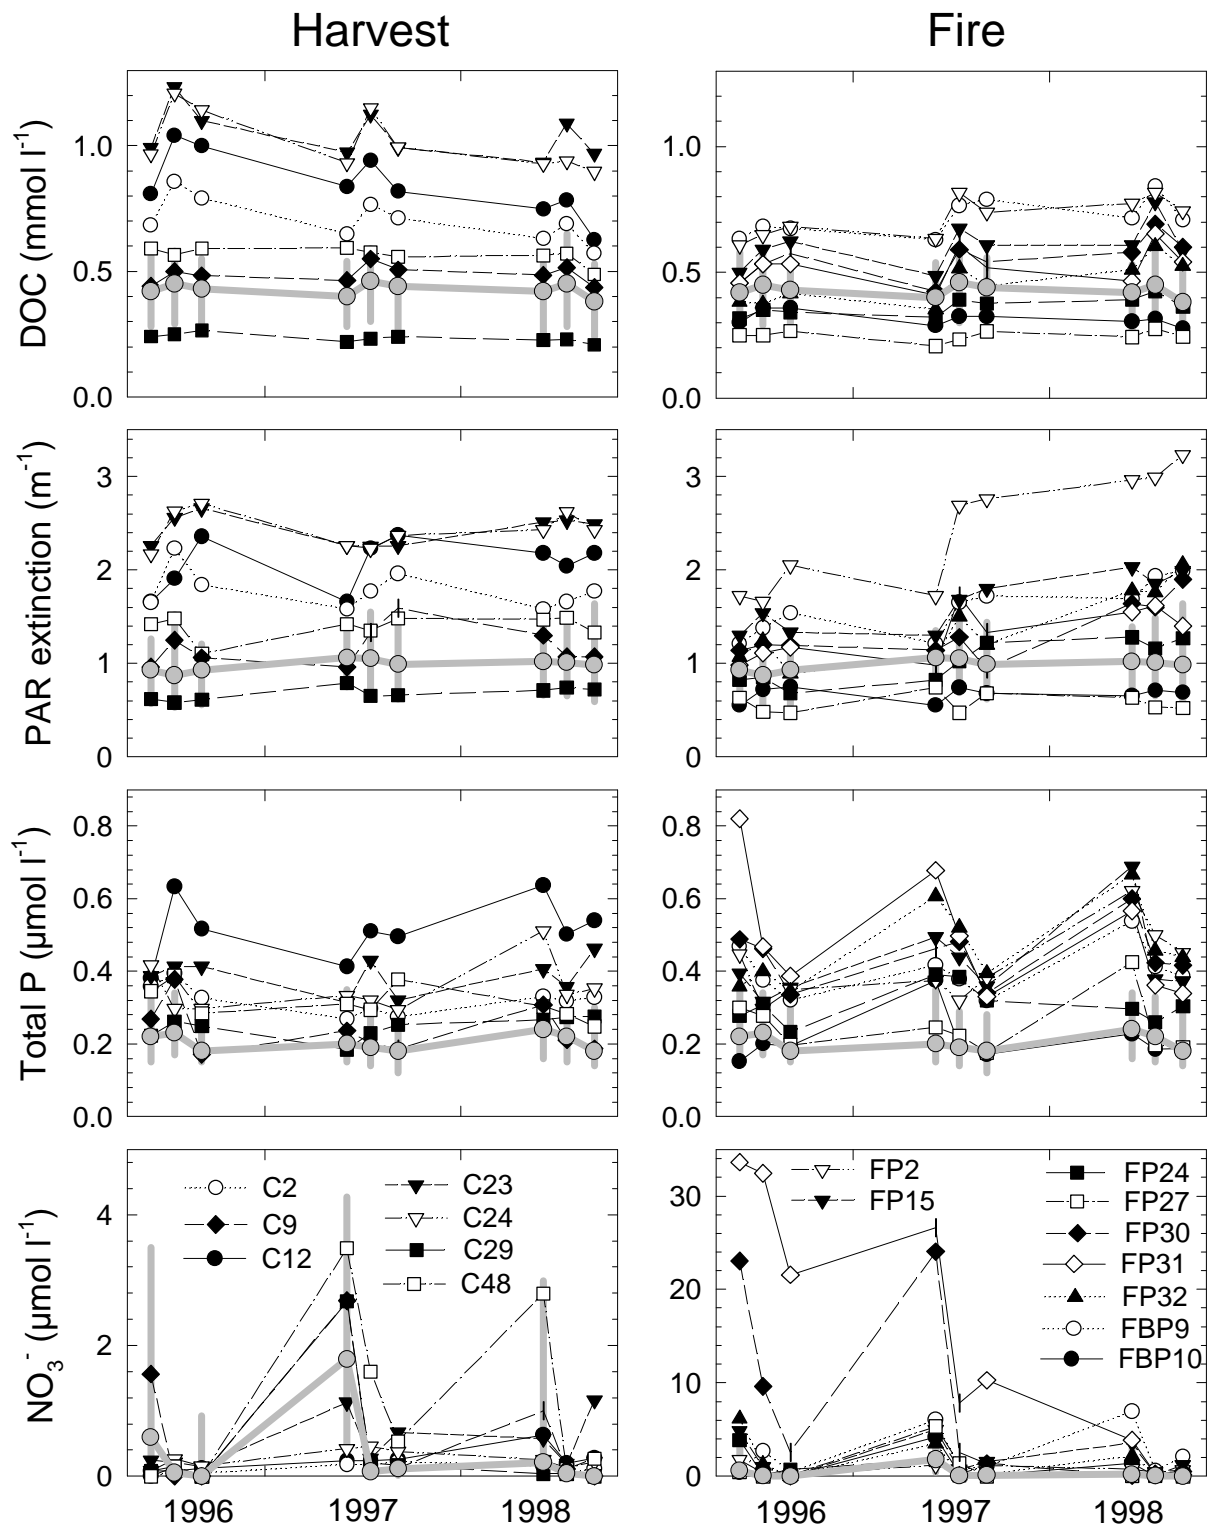 Harvest Fire
DOC (mmol l⁻¹)
1.0
0.5
0.0
1.0
0.5
0.0
PAR extinction (m⁻¹)
3
2
1
0
3
2
1
0
Total P (μmol l⁻¹)
0.8
0.6
0.4
0.2
0.0
0.8
0.6
0.4
0.2
0.0
NO₃⁻ (μmol l⁻¹)
4
2
0
C2
C9
C12
C23
C24
C29
C48
1996 1997 1998
30
20
10
0
FP2
FP15
FP24
FP27
FP30
FP31
FP32
FBP9
FBP10
1996 1997 1998